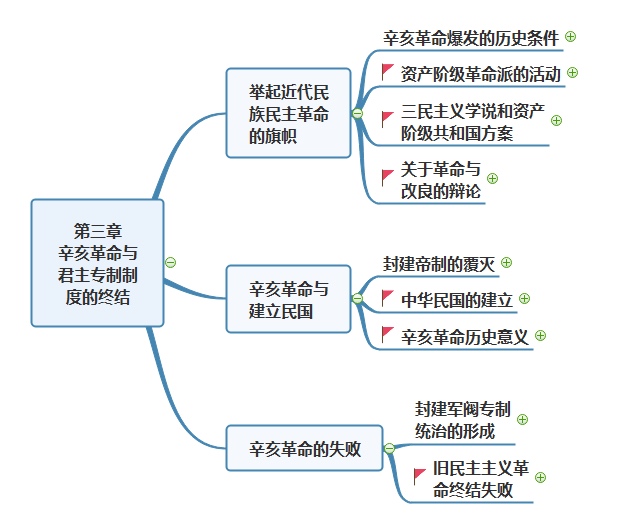 第三章
辛亥革命与
君主专制制
度的终结
举起近代民
族民主革命
的旗帜
辛亥革命爆发的历史条件
资产阶级革命派的活动
三民主义学说和资产
阶级共和国方案
关于革命与
改良的辩论
辛亥革命与
建立民国
封建帝制的覆灭
中华民国的建立
辛亥革命历史意义
辛亥革命的失败
封建军阀专制
统治的形成
旧民主主义革
命终结失败